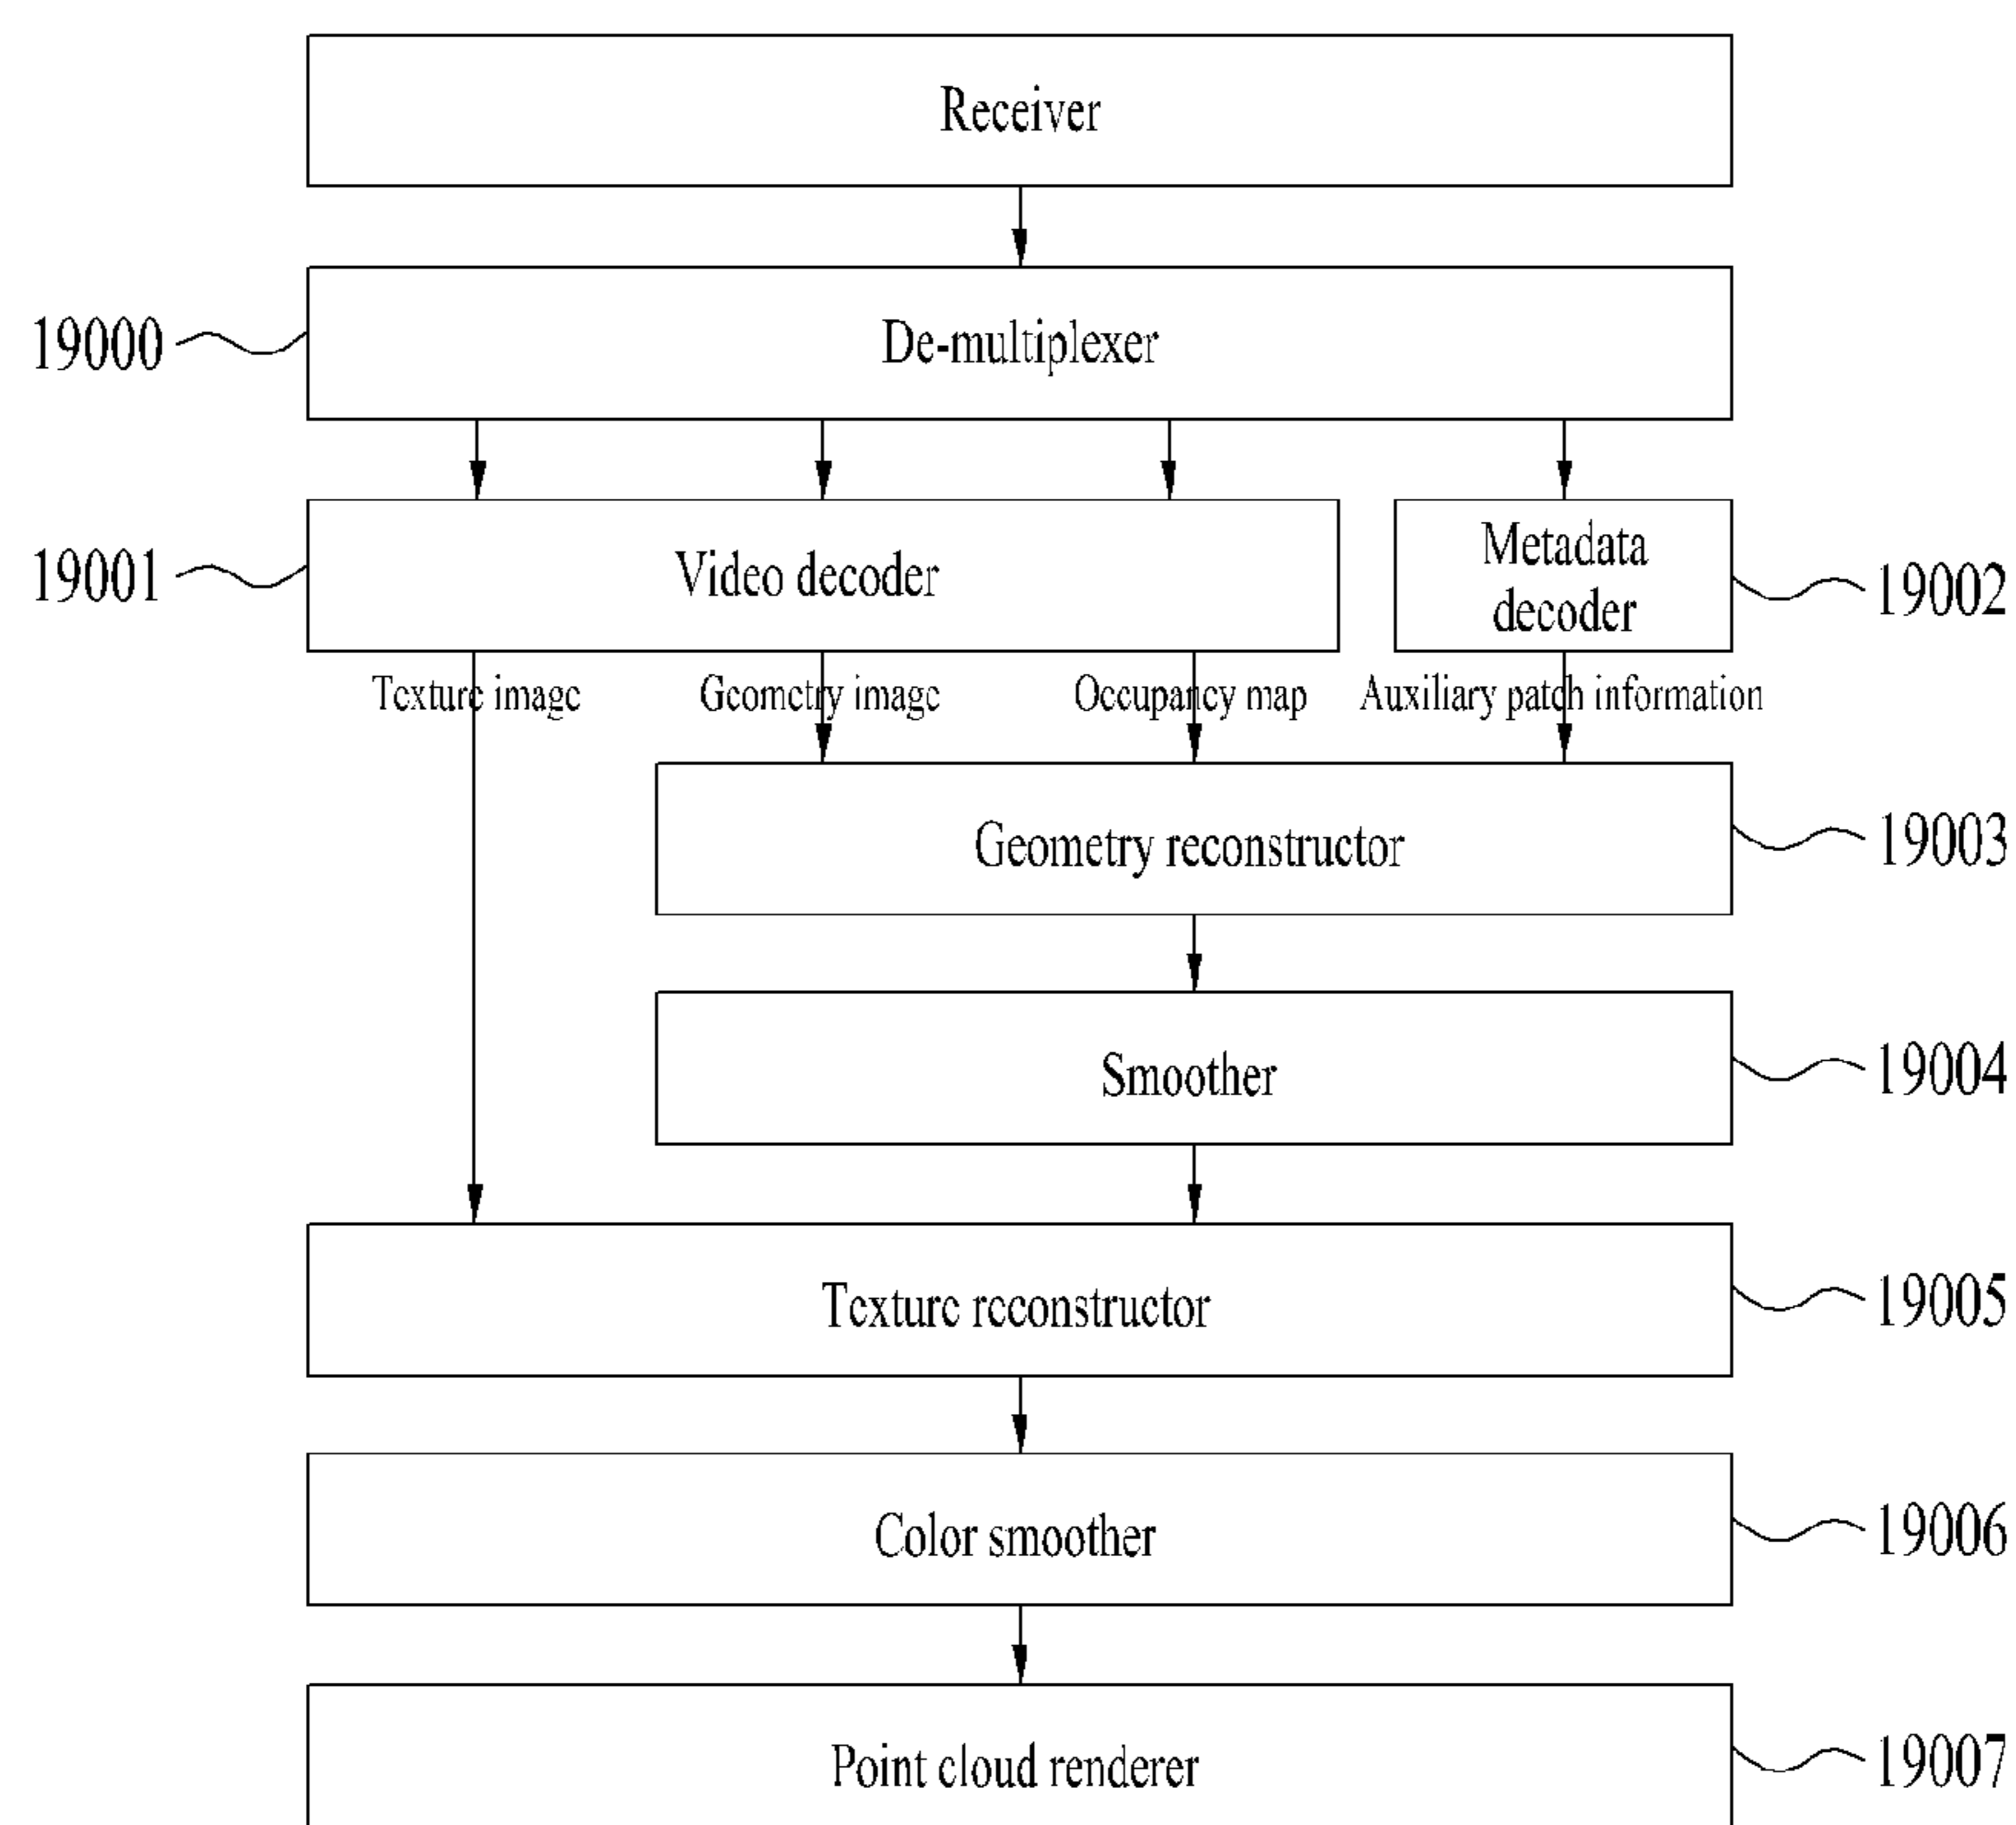 Receiver
19000
De-multiplexer
19001
Video decoder
Metadata
decoder
19002
Texture image
Geometry image
Occupancy map
Auxiliary patch information
Geometry reconstructor
19003
Smoother
19004
Texture reconstructor
19005
Color smoother
19006
Point cloud renderer
19007